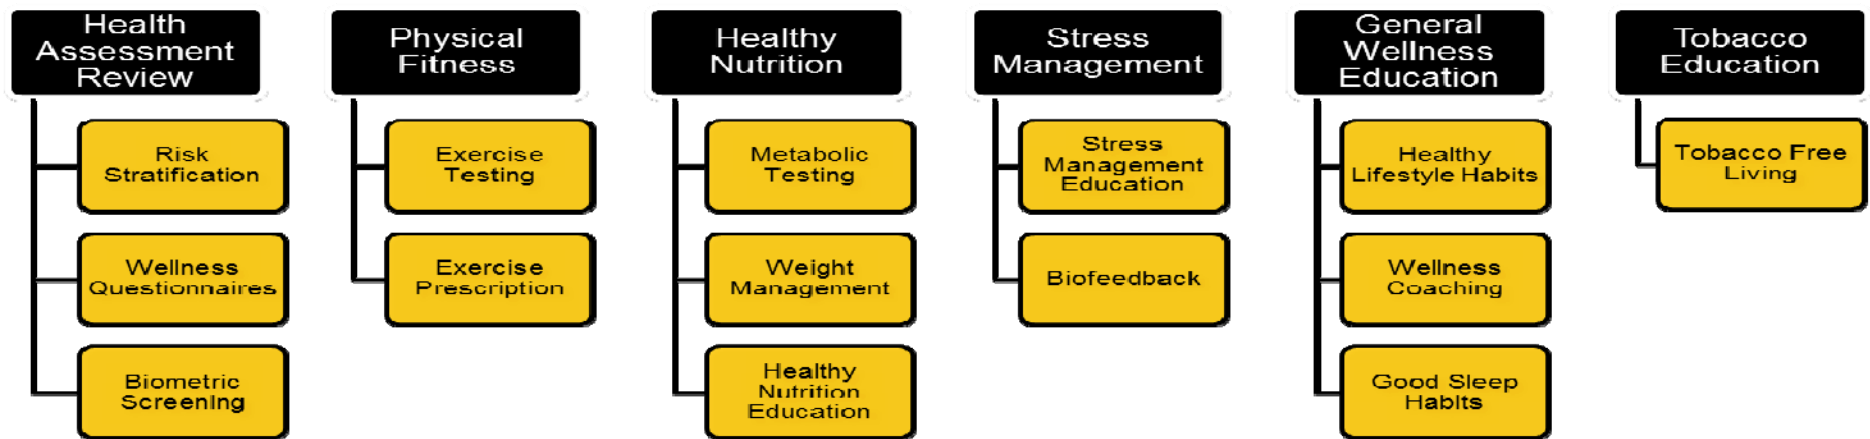 Health
Assessment
Review
Risk
Stratification
Wellness
Questionnaires
Biometric
Screening
Physical
Fitness
Exercise
Testing
Exercise
Prescription
Healthy
Nutrition
Metabolic
Testing
Weight
Management
Healthy
Nutrition
Education
Stress
Management
Stress
Management
Education
Biofeedback
General
Wellness
Education
Healthy
Lifestyle Habits
Wellness
Coaching
Good Sleep
Habits
Tobacco
Education
Tobacco Free
Living